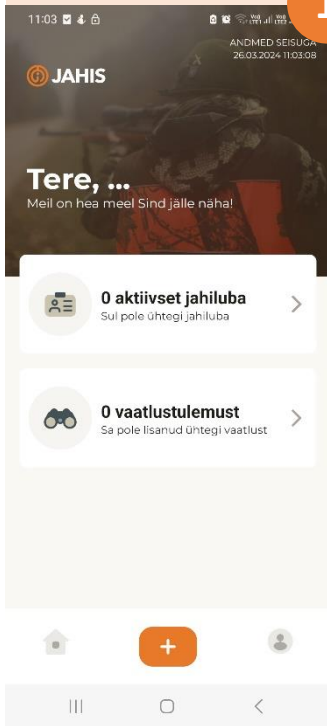 11:03
ANDMED SEISUGA
26.03.2024 11:03:08
JAHIS
Tere, ...
Meil on hea meel Sind jälle näha!
0 aktiivset jahiluba
Sul pole ühtegi jahiluba
0 vaatlustulemust
Sa pole lisanud ühtegi vaatlust